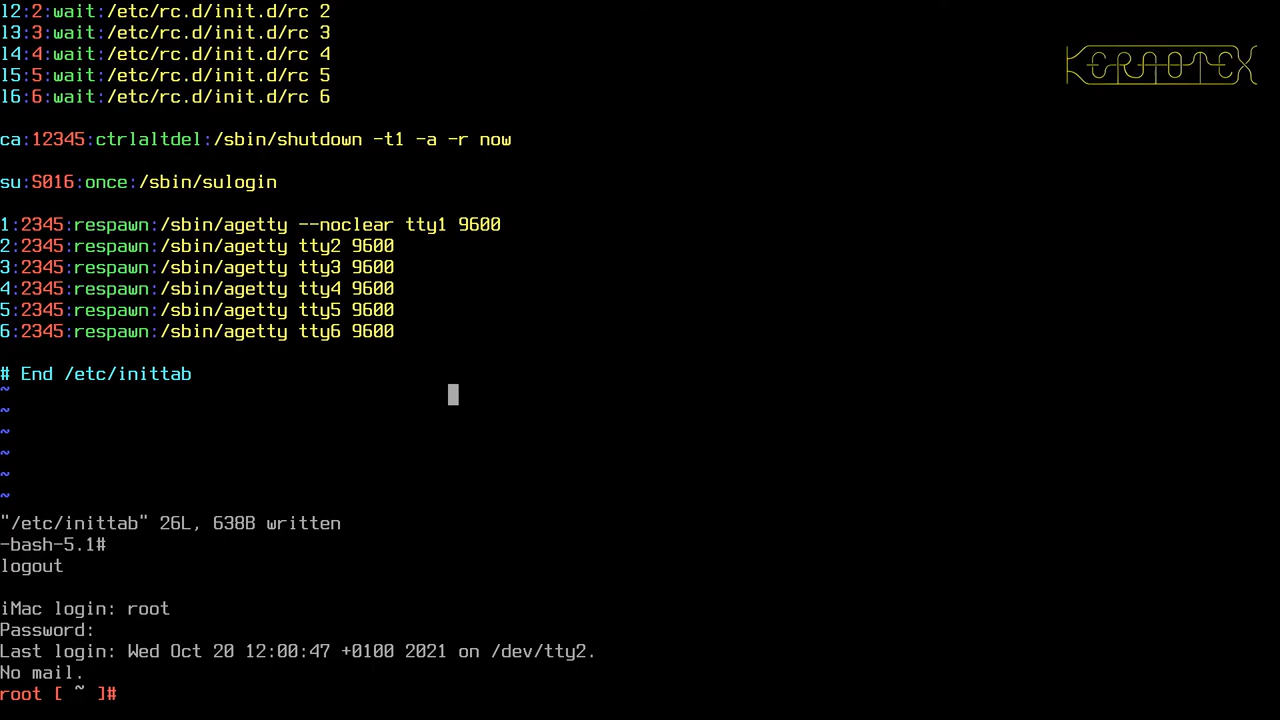 l2:2:wait:/etc/rc.d/init.d/rc 2
l3:3:wait:/etc/rc.d/init.d/rc 3
l4:4:wait:/etc/rc.d/init.d/rc 4
l5:5:wait:/etc/rc.d/init.d/rc 5
l6:6:wait:/etc/rc.d/init.d/rc 6
KERNOTEX
ca:12345:ctrlaltdel:/sbin/shutdown -t1 -a -r now
su:S016:once:/sbin/sulogin
1:2345:respawn:/sbin/agetty --noclear tty1 9600
2:2345:respawn:/sbin/agetty tty2 9600
3:2345:respawn:/sbin/agetty tty3 9600
4:2345:respawn:/sbin/agetty tty4 9600
5:2345:respawn:/sbin/agetty tty5 9600
6:2345:respawn:/sbin/agetty tty6 9600
# End /etc/inittab
~
~
~
~
~
~
"/etc/inittab" 26L, 638B written
-bash-5.1#
logout
iMac login: root
Password:
Last login: Wed Oct 20 12:00:47 +0100 2021 on /dev/tty2.
No mail.
root [ ~ ]#